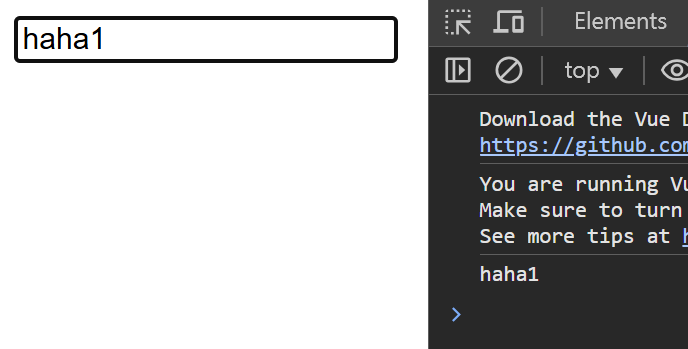 haha1
Elements
top
Download the Vue
https://github.com
You are running
Make sure to turn
See more tips at
haha1